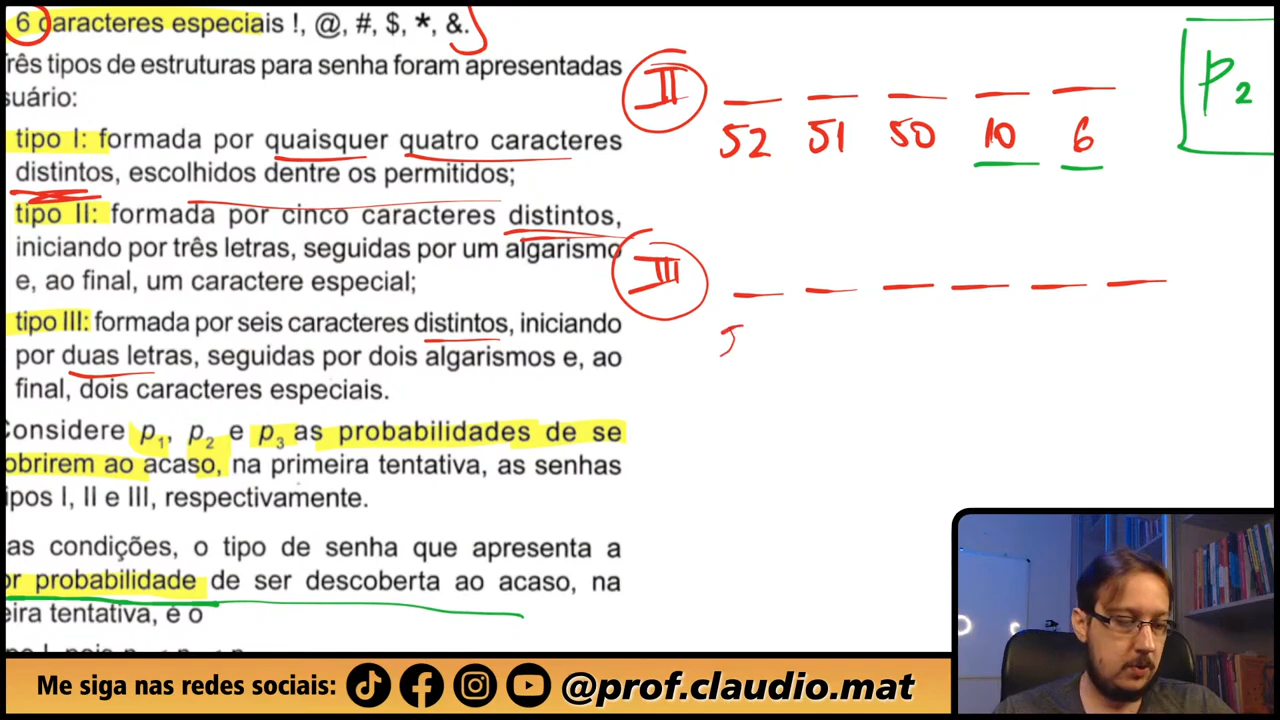 6 caracteres especiais !, @, #, $, *, &.
Três tipos de estruturas para senha foram apresentadas
suário:
tipo I: formada por quaisquer quatro caracteres
distintos, escolhidos dentre os permitidos;
tipo II: formada por cinco caracteres distintos,
iniciando por três letras, seguidas por um algarismo
e, ao final, um caractere especial;
tipo III: formada por seis caracteres distintos, iniciando
por duas letras, seguidas por dois algarismos e, ao
final, dois caracteres especiais.
Considere p1, p2 e p3 as probabilidades de se
obrirem ao acaso, na primeira tentativa, as senhas
ipos I, II e III, respectivamente.
as condições, o tipo de senha que apresenta a
or probabilidade de ser descoberta ao acaso, na
eira tentativa, é o
II
52 51 50 10 6
P2
III
5
Me siga nas redes sociais: @prof.claudio.mat